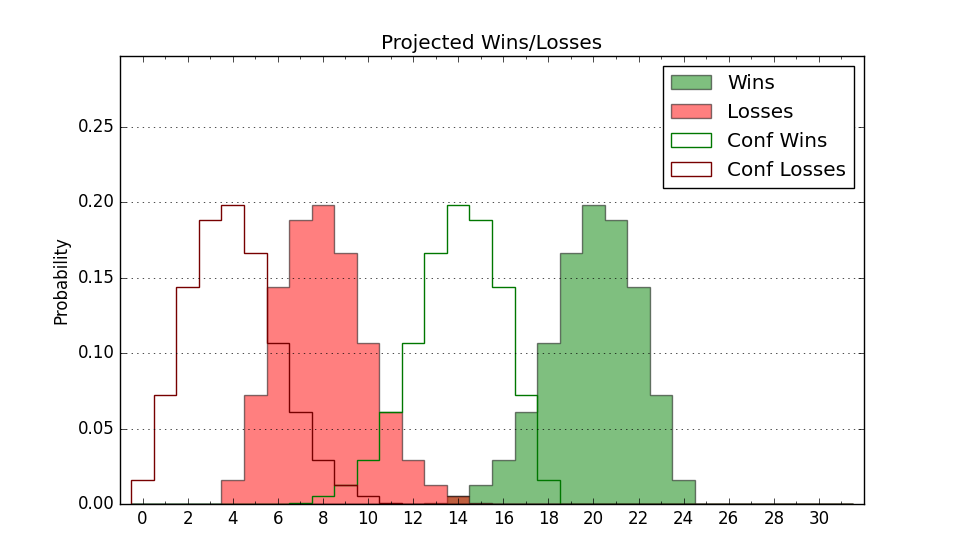 Projected Wins/Losses
Wins
Losses
Conf Wins
Conf Losses
Probability
0.25
0.20
0.15
0.10
0.05
0.00
0 2 4 6 8 10 12 14 16 18 20 22 24 26 28 30